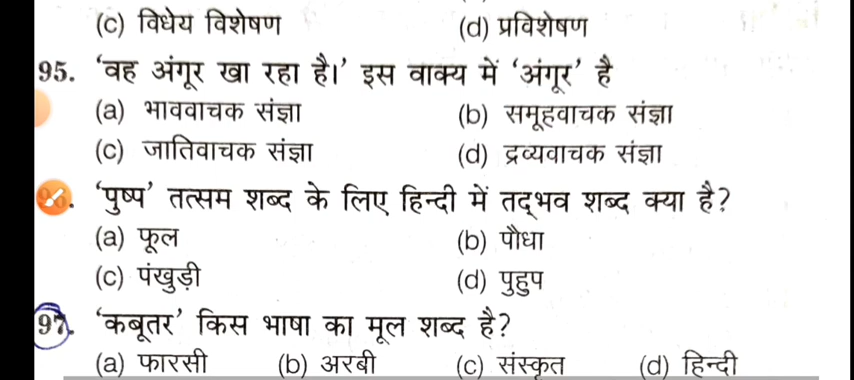 (c) विधेय विशेषण (d) प्रविशेषण
95. 'वह अंगूर खा रहा है।' इस वाक्य में 'अंगूर' है
(a) भाववाचक संज्ञा (b) समूहवाचक संज्ञा
(c) जातिवाचक संज्ञा (d) द्रव्यवाचक संज्ञा
'पुष्प' तत्सम शब्द के लिए हिन्दी में तद्भव शब्द क्या है?
(a) फूल (b) पौधा
(c) पंखुड़ी (d) पुहुप
97. 'कबूतर' किस भाषा का मूल शब्द है?
(a) फारसी (b) अरबी (c) संस्कृत (d) हिन्दी